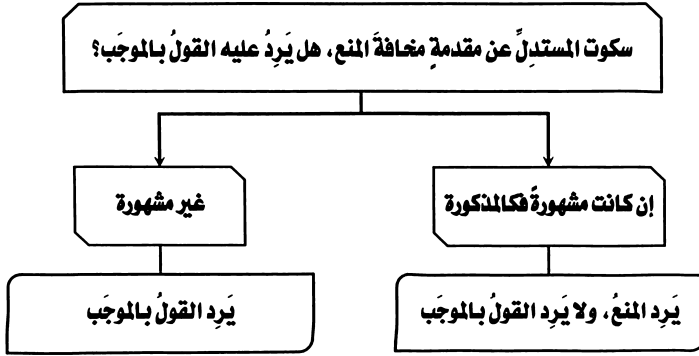 سكوت المستدِلِّ عن مقدمةٍ مخافةَ المنع، هل يَرِدُ عليه القولُ بالموجَب؟
إن كانت مشهورةً فكالمذكورة
غير مشهورة
يَرِد المنعُ، ولا يَرِد القولُ بالموجَب
يَرِد القولُ بالموجَب